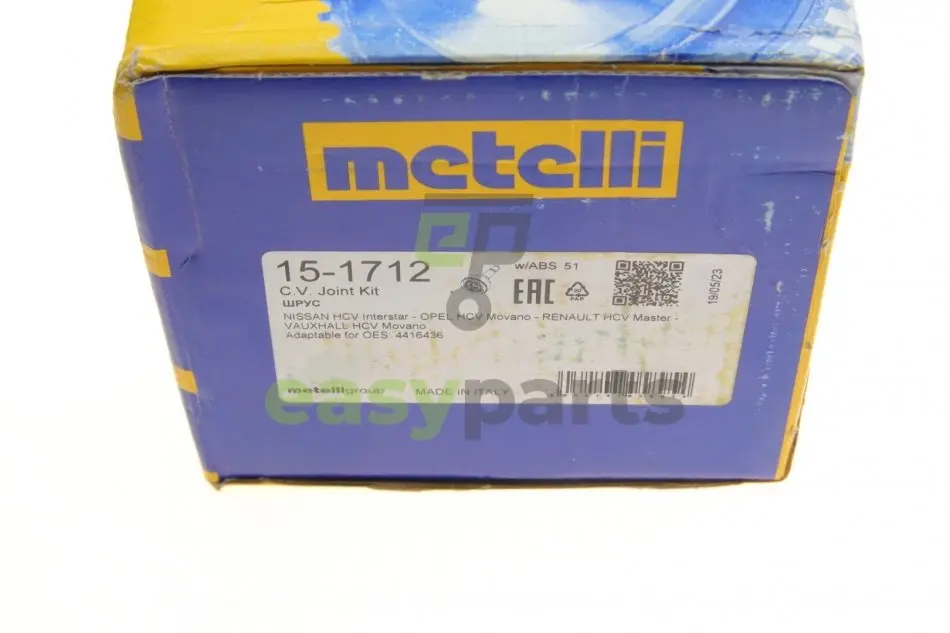 metelli
15-1712
w/ABS 51
C.V. Joint Kit
ШРУС
EAC
PAP
19/05/23
NISSAN HCV Interstar - OPEL HCV Movano - RENAULT HCV Master -
VAUXHALL HCV Movano
Adaptable for OES: 4416436
metelligroup
MADE IN ITALY
easyparts